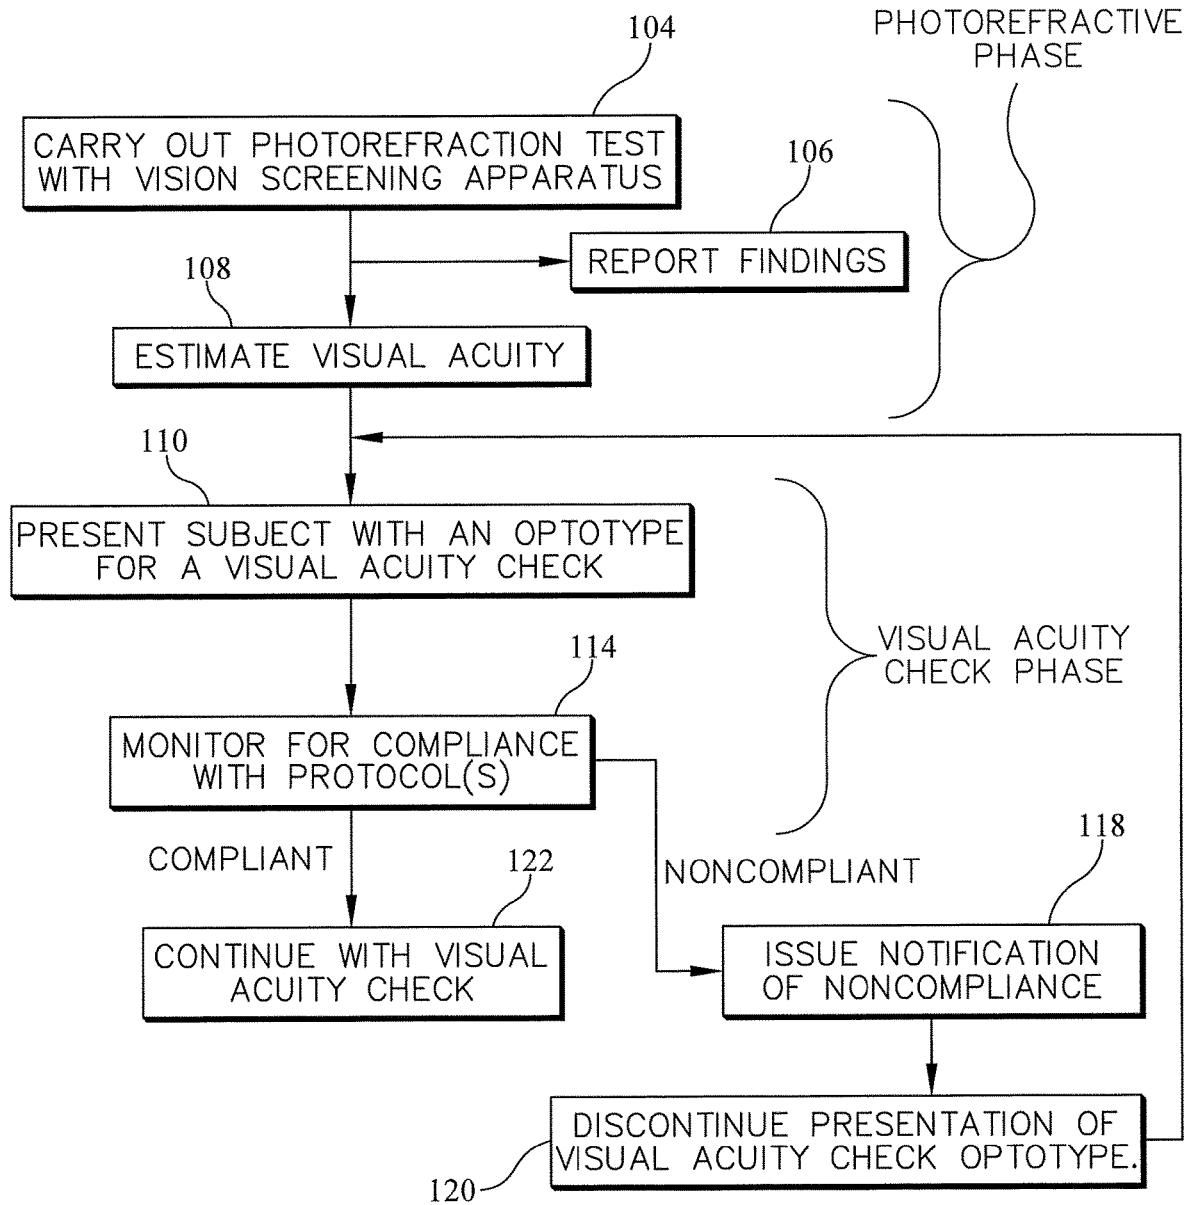 PHOTOREFRACTIVE
PHASE
104
CARRY OUT PHOTOREFRACTION TEST
WITH VISION SCREENING APPARATUS
106
REPORT FINDINGS
108
ESTIMATE VISUAL ACUITY
110
PRESENT SUBJECT WITH AN OPTOTYPE
FOR A VISUAL ACUITY CHECK
VISUAL ACUITY
CHECK PHASE
114
MONITOR FOR COMPLIANCE
WITH PROTOCOL(S)
COMPLIANT
NONCOMPLIANT
122
CONTINUE WITH VISUAL
ACUITY CHECK
118
ISSUE NOTIFICATION
OF NONCOMPLIANCE
DISCONTINUE PRESENTATION OF
VISUAL ACUITY CHECK OPTOTYPE.
120